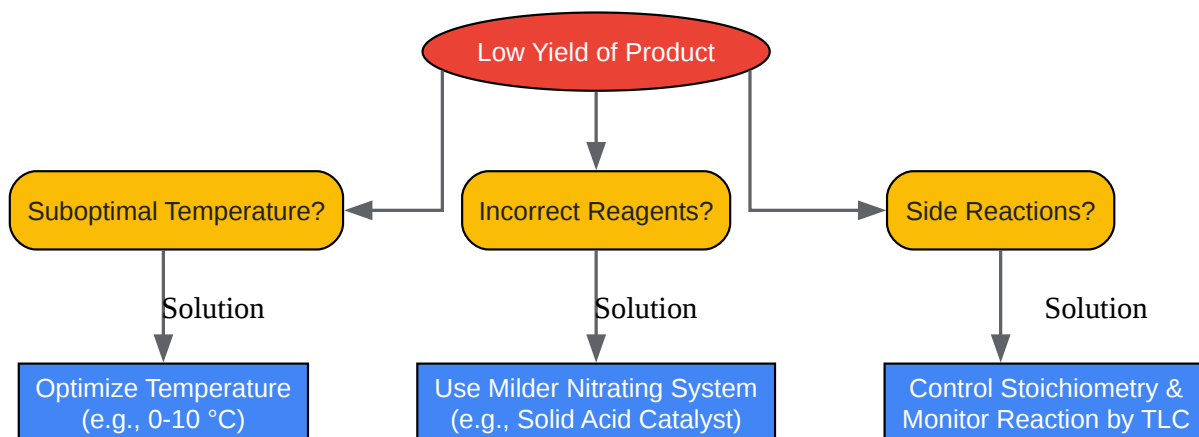 Low Yield of Product
Suboptimal Temperature?
Incorrect Reagents?
Side Reactions?
Solution
Solution
Solution
Optimize Temperature
(e.g., 0-10 °C)
Use Milder Nitrating System
(e.g., Solid Acid Catalyst)
Control Stoichiometry &
Monitor Reaction by TLC